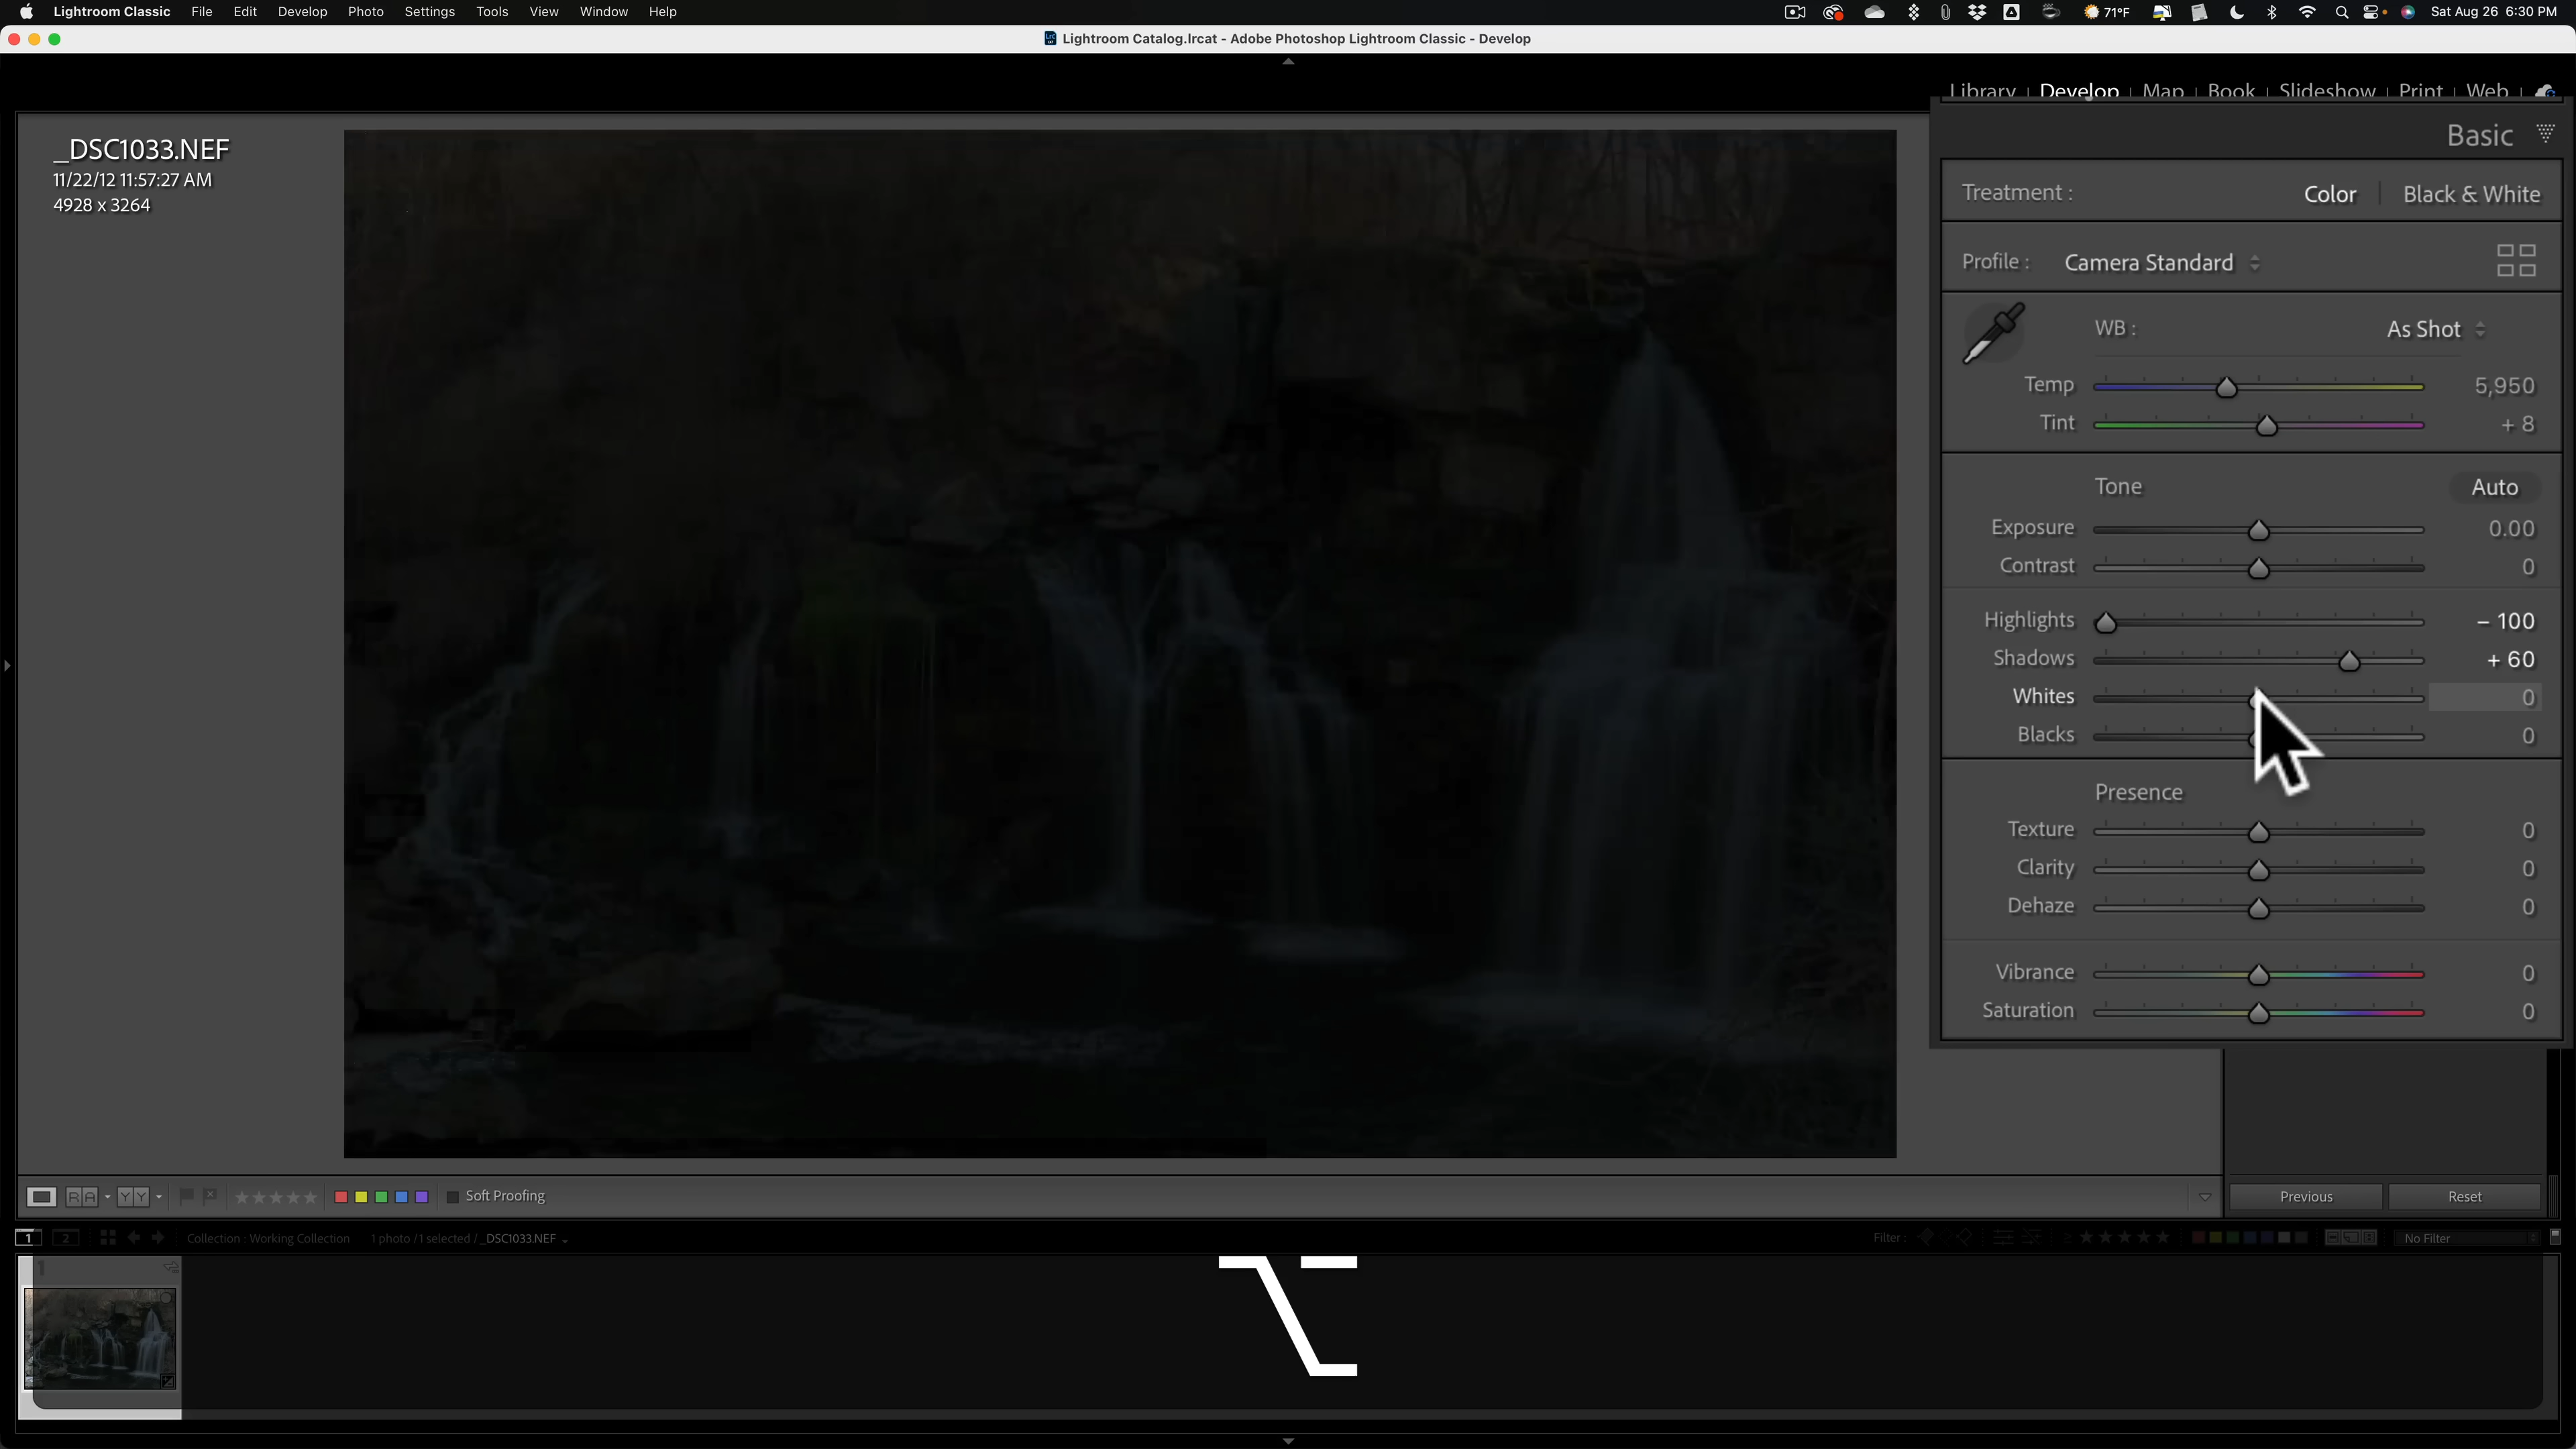 Lightroom Classic File Edit Develop Photo Settings Tools View Window Help 71°F Sat Aug 26 6:30 PM
Lightroom Catalog.lrcat - Adobe Photoshop Lightroom Classic - Develop
Library | Develop | Map | Book | Slideshow | Print | Web
_DSC1033.NEF
11/22/12 11:57:27 AM
4928 x 3264
Basic
Treatment : Color | Black & White
Profile : Camera Standard
WB : As Shot
Temp 5,950
Tint + 8
Tone Auto
Exposure 0.00
Contrast 0
Highlights – 100
Shadows + 60
Whites 0
Blacks 0
Presence
Texture 0
Clarity 0
Dehaze 0
Vibrance 0
Saturation 0
R A Y Y Soft Proofing Previous Reset
1 2 Collection : Working Collection 1 photo / 1 selected / _DSC1033.NEF Filter : No Filter
1